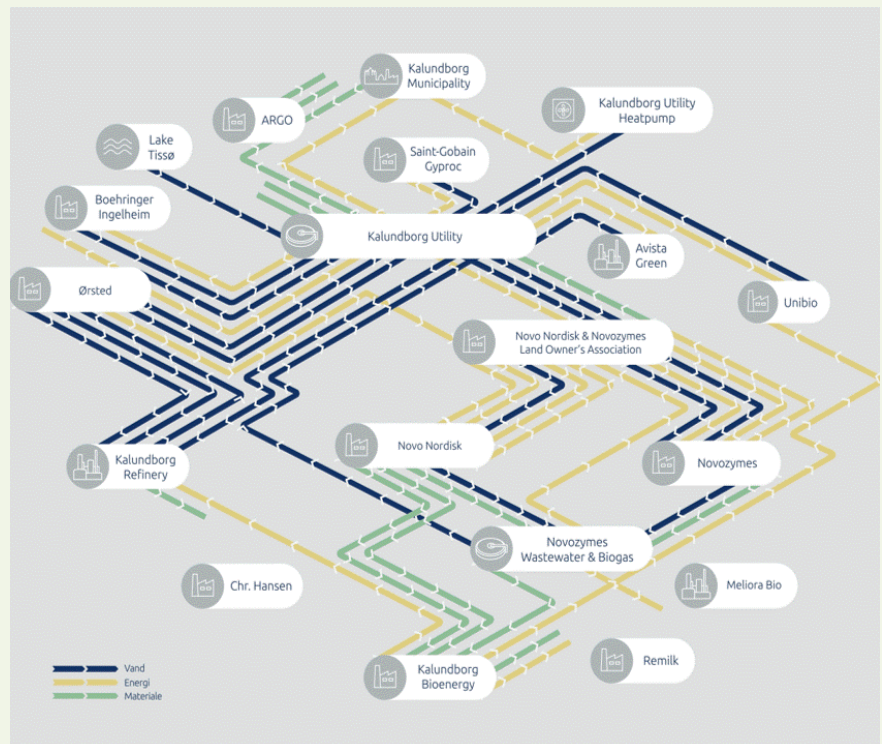 Kalundborg
Municipality
Kalundborg Utility
Heatpump
ARGO
Lake
Tissø
Saint-Gobain
Gyproc
Boehringer
Ingelheim
Kalundborg Utility
Avista
Green
Ørsted
Unibio
Novo Nordisk & Novozymes
Land Owner's Association
Novo Nordisk
Kalundborg
Refinery
Novozymes
Novozymes
Wastewater & Biogas
Chr. Hansen
Meliora Bio
Kalundborg
Bioenergy
Remilk
Vand
Energi
Materiale